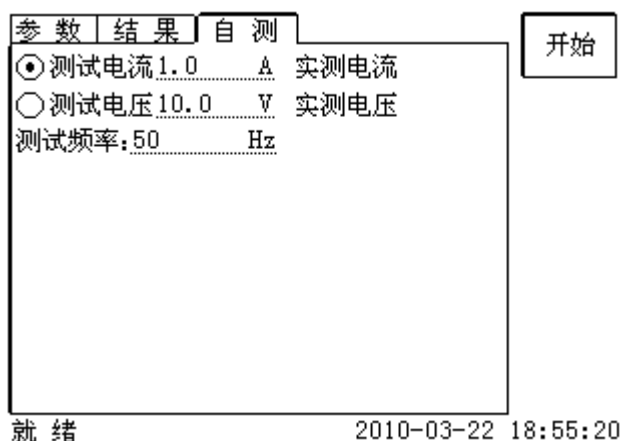 参 数 结 果 自 测
开始
测试电流1.0 A 实测电流
测试电压10.0 V 实测电压
测试频率:50 Hz
就 绪 2010-03-22 18:55:20